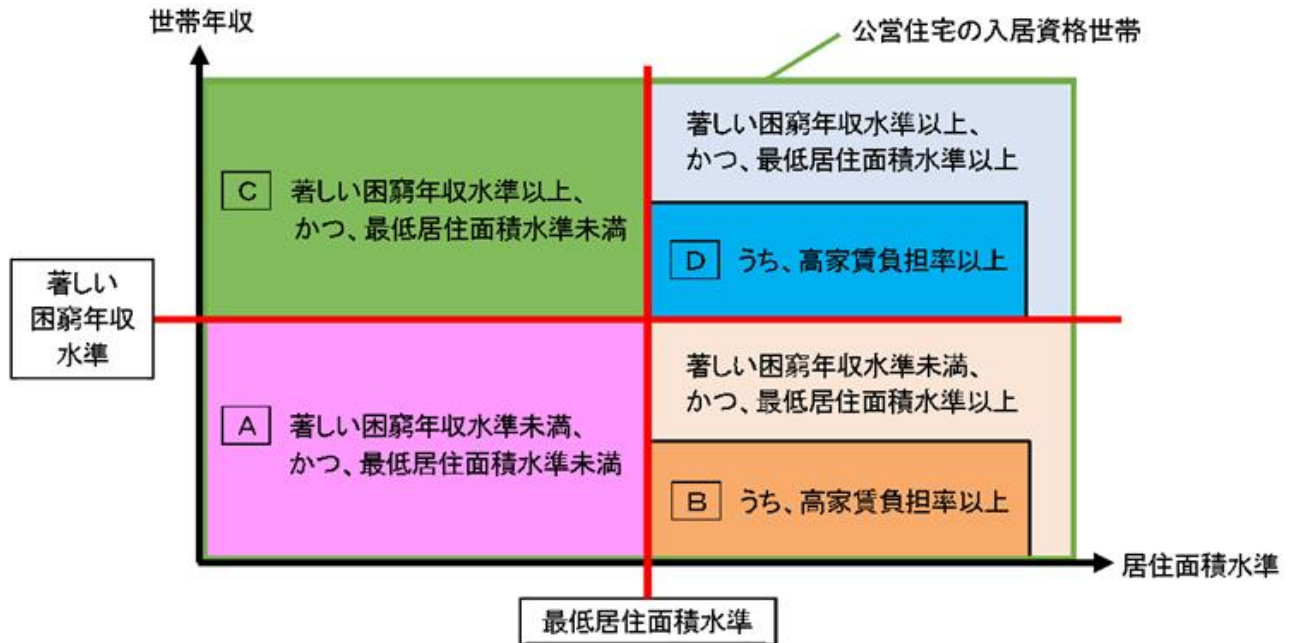 世帯年収
公営住宅の入居資格世帯
C 著しい困窮年収水準以上、
かつ、最低居住面積水準未満
著しい困窮年収水準以上、
かつ、最低居住面積水準以上
D うち、高家賃負担率以上
著しい
困窮年収
水準
A 著しい困窮年収水準未満、
かつ、最低居住面積水準未満
著しい困窮年収水準未満、
かつ、最低居住面積水準以上
B うち、高家賃負担率以上
居住面積水準
最低居住面積水準